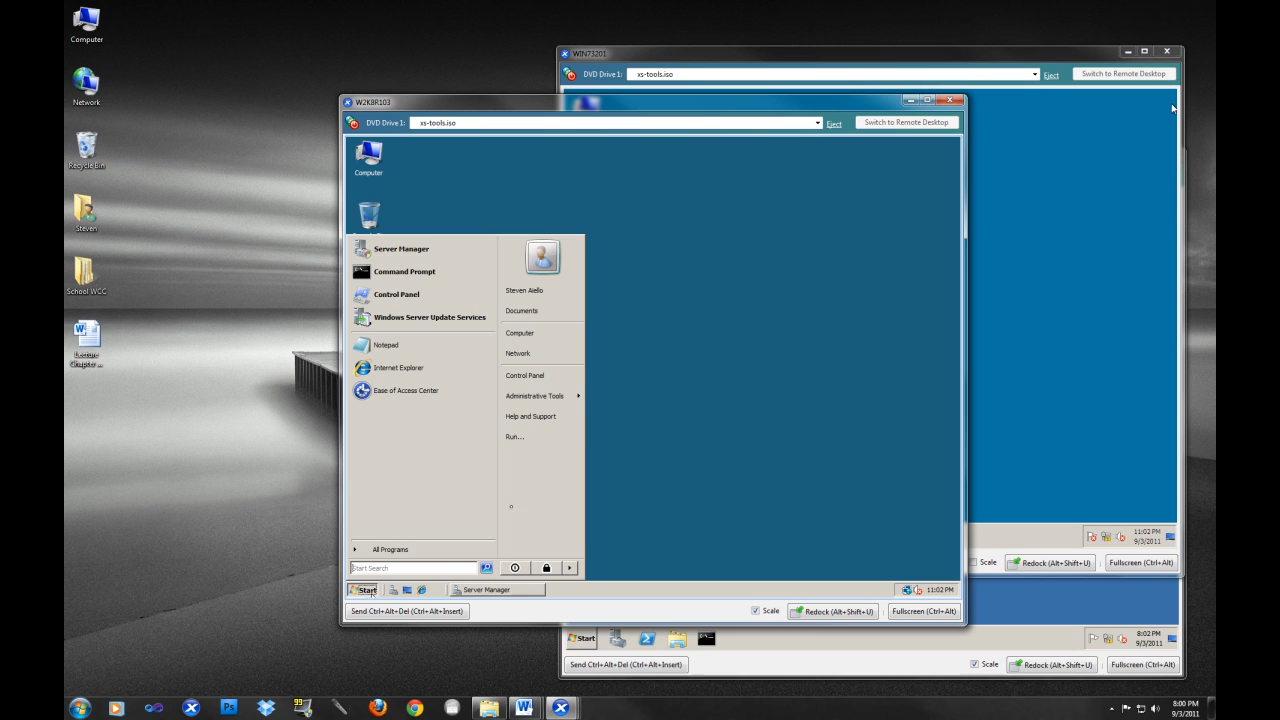 Computer
Network
Recycle Bin
Steven
School WCC
Lecture
Chapter ...
WIN73201
DVD Drive 1:
xs-tools.iso
Eject
Switch to Remote Desktop
W2K8R103
DVD Drive 1:
xs-tools.iso
Eject
Switch to Remote Desktop
Computer
Server Manager
Command Prompt
Control Panel
Windows Server Update Services
Notepad
Internet Explorer
Ease of Access Center
All Programs
Start Search
Steven Aiello
Documents
Computer
Network
Control Panel
Administrative Tools
Help and Support
Run...
Start
Server Manager
11:02 PM
Send Ctrl+Alt+Del (Ctrl+Alt+Insert)
Scale
Redock (Alt+Shift+U)
Fullscreen (Ctrl+Alt)
11:02 PM
9/3/2011
Scale
Redock (Alt+Shift+U)
Fullscreen (Ctrl+Alt)
Start
8:02 PM
9/3/2011
Send Ctrl+Alt+Del (Ctrl+Alt+Insert)
Scale
Redock (Alt+Shift+U)
Fullscreen (Ctrl+Alt)
Ps
99
W
8:00 PM
9/3/2011